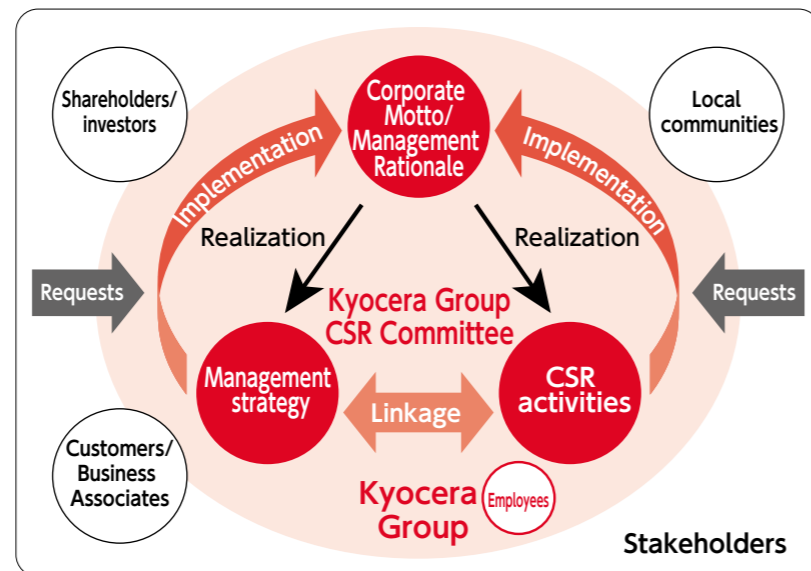 Shareholders/
investors
Corporate
Motto/
Management
Rationale
Local
communities
Implementation
Implementation
Realization
Realization
Requests
Requests
Kyocera Group
CSR Committee
Management
strategy
Linkage
CSR
activities
Customers/
Business
Associates
Kyocera
Group
Employees
Stakeholders